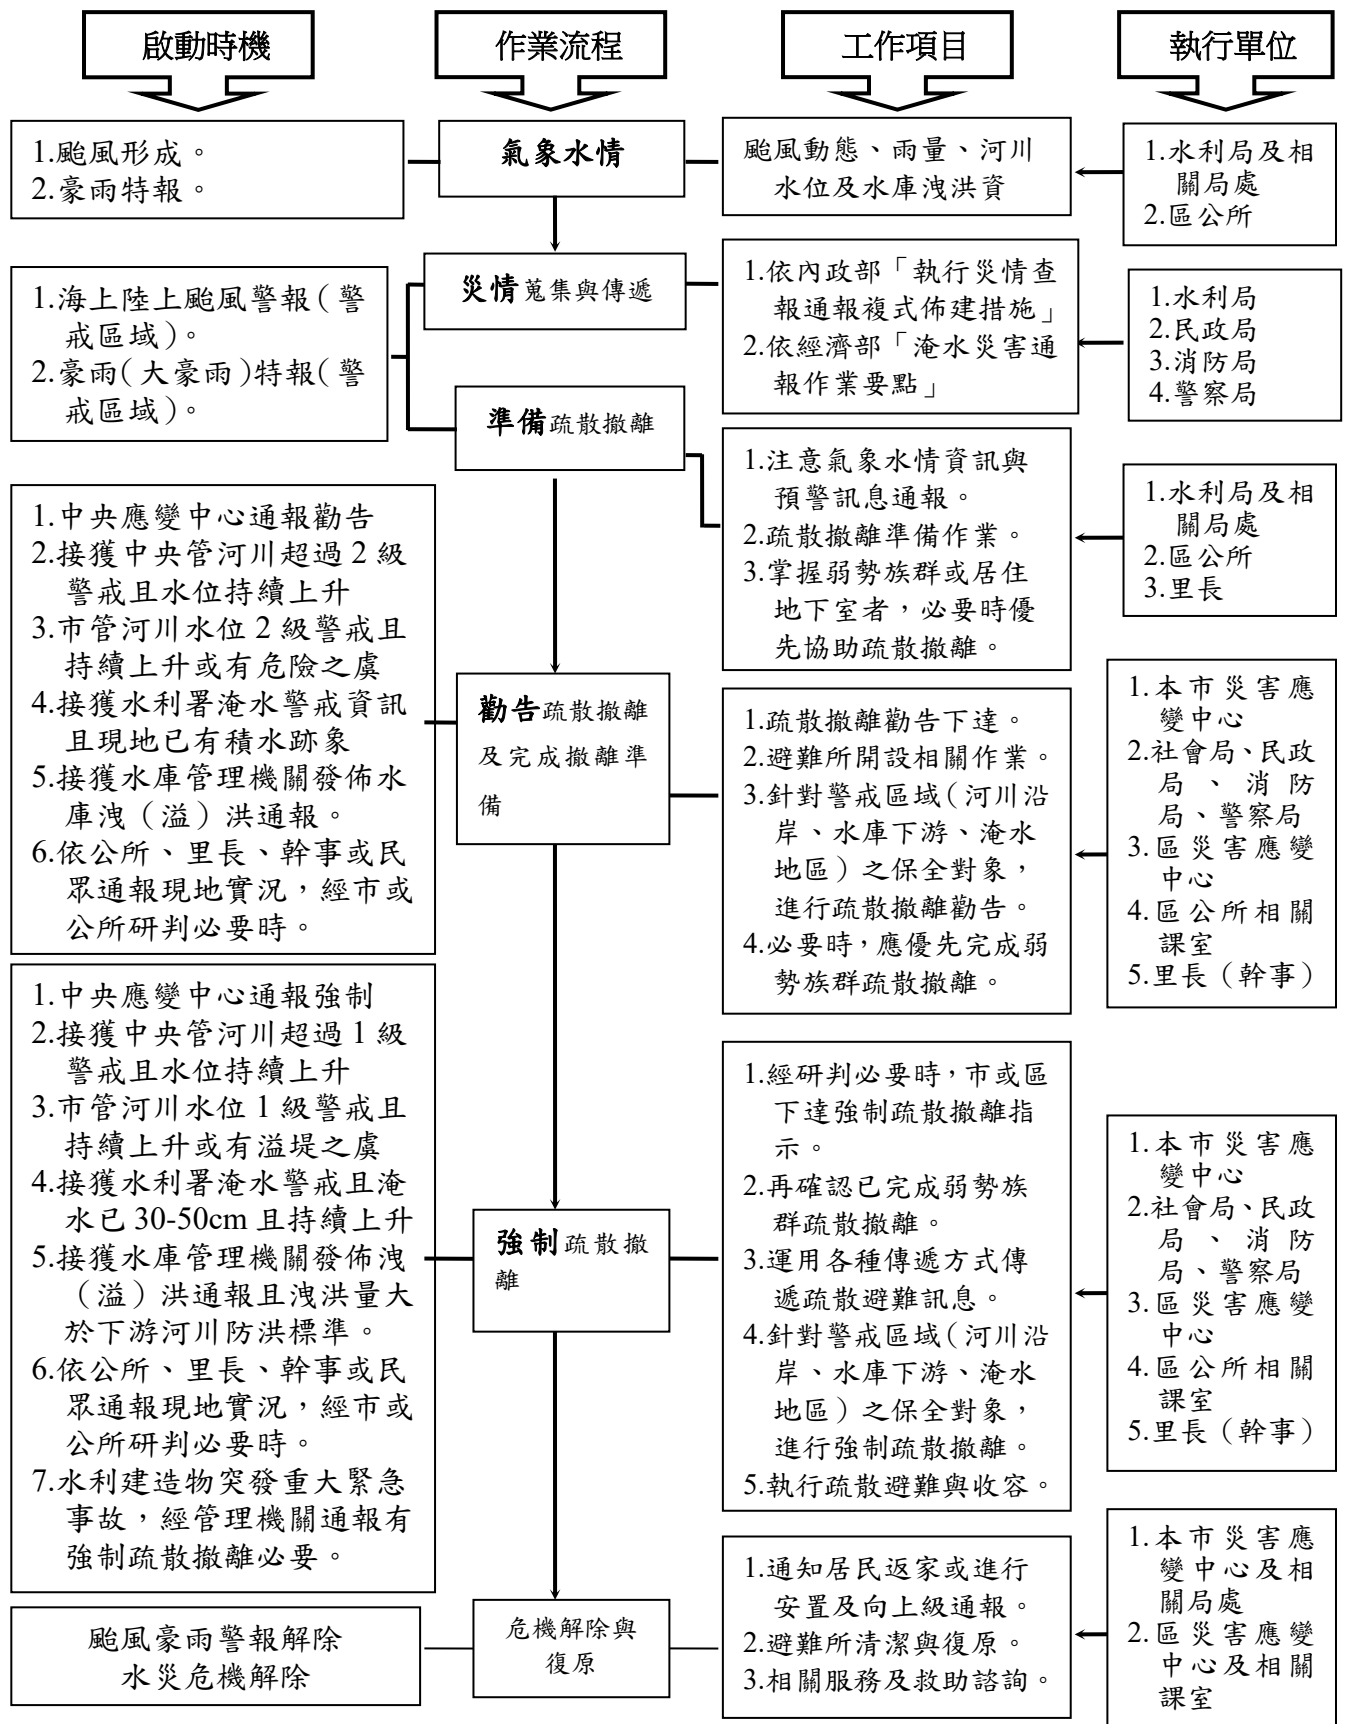 啟動時機
作業流程
工作項目
執行單位
1.颱風形成。
2.豪雨特報。
氣象水情
颱風動態、雨量、河川
水位及水庫洩洪資
1.水利局及相
關局處
2.區公所
1.海上陸上颱風警報(警
戒區域)。
2.豪雨(大豪雨)特報(警
戒區域)。
災情蒐集與傳遞
1.依內政部「執行災情查
報通報複式佈建措施」
2.依經濟部「淹水災害通
報作業要點」
1.水利局
2.民政局
3.消防局
4.警察局
準備疏散撤離
1.注意氣象水情資訊與
預警訊息通報。
2.疏散撤離準備作業。
3.掌握弱勢族群或居住
地下室者，必要時優
先協助疏散撤離。
1.水利局及相
關局處
2.區公所
3.里長
1.中央應變中心通報勸告
2.接獲中央管河川超過 2 級
警戒且水位持續上升
3.市管河川水位 2 級警戒且
持續上升或有危險之虞
4.接獲水利署淹水警戒資訊
且現地已有積水跡象
5.接獲水庫管理機關發佈水
庫洩（溢）洪通報。
6.依公所、里長、幹事或民
眾通報現地實況，經市或
公所研判必要時。
勸告疏散撤離
及完成撤離準
備
1.疏散撤離勸告下達。
2.避難所開設相關作業。
3.針對警戒區域(河川沿
岸、水庫下游、淹水
地區）之保全對象，
進行疏散撤離勸告。
4.必要時，應優先完成弱
勢族群疏散撤離。
1.本市災害應
變中心
2.社會局、民政
局、消防
局、警察局
3.區災害應變
中心
4.區公所相關
課室
5.里長（幹事）
1.中央應變中心通報強制
2.接獲中央管河川超過 1 級
警戒且水位持續上升
3.市管河川水位 1 級警戒且
持續上升或有溢堤之虞
4.接獲水利署淹水警戒且淹
水已 30-50cm 且持續上升
5.接獲水庫管理機關發佈洩
（溢）洪通報且洩洪量大
於下游河川防洪標準。
6.依公所、里長、幹事或民
眾通報現地實況，經市或
公所研判必要時。
7.水利建造物突發重大緊急
事故，經管理機關通報有
強制疏散撤離必要。
強制疏散撤
離
1.經研判必要時，市或區
下達強制疏散撤離指
示。
2.再確認已完成弱勢族
群疏散撤離。
3.運用各種傳遞方式傳
遞疏散避難訊息。
4.針對警戒區域(河川沿
岸、水庫下游、淹水
地區）之保全對象，
進行強制疏散撤離。
5.執行疏散避難與收容。
1.本市災害應
變中心
2.社會局、民政
局、消防
局、警察局
3.區災害應變
中心
4.區公所相關
課室
5.里長（幹事）
颱風豪雨警報解除
水災危機解除
危機解除與
復原
1.通知居民返家或進行
安置及向上級通報。
2.避難所清潔與復原。
3.相關服務及救助諮詢。
1.本市災害應
變中心及相
關局處
2.區災害應變
中心及相關
課室